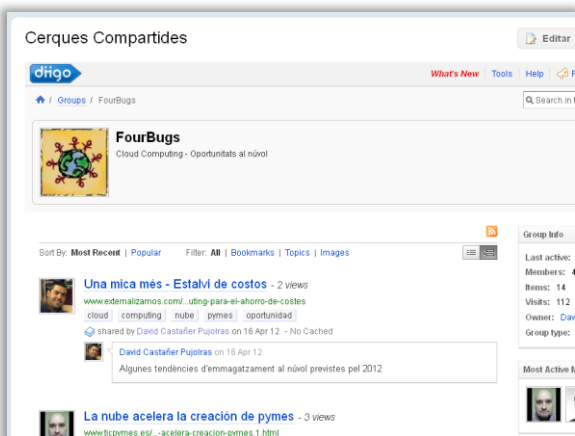 Cerques Compartides
Editar
diigo
What's New | Tools | Help
/ Groups / FourBugs
Search in
FourBugs
Cloud Computing - Oportunitats al núvol
Sort By: Most Recent | Popular Filter: All | Bookmarks | Topics | Images
Group Info
Last active:
Members: 4
Items: 14
Visits: 112
Owner: Dav
Group type:
Most Active M
Una mica més - Estalvi de costos - 2 views
www.externalizamos.com/...uting-para-el-ahorro-de-costes
cloud computing nube pymes oportunidad
shared by David Castañer Pujolras on 16 Apr 12 - No Cached
David Castañer Pujolras on 16 Apr 12
Algunes tendències d'emmagatzament al núvol previstes pel 2012
La nube acelera la creación de pymes - 3 views
www.ticpymes.es/...-acelera-creacion-pymes.1.html